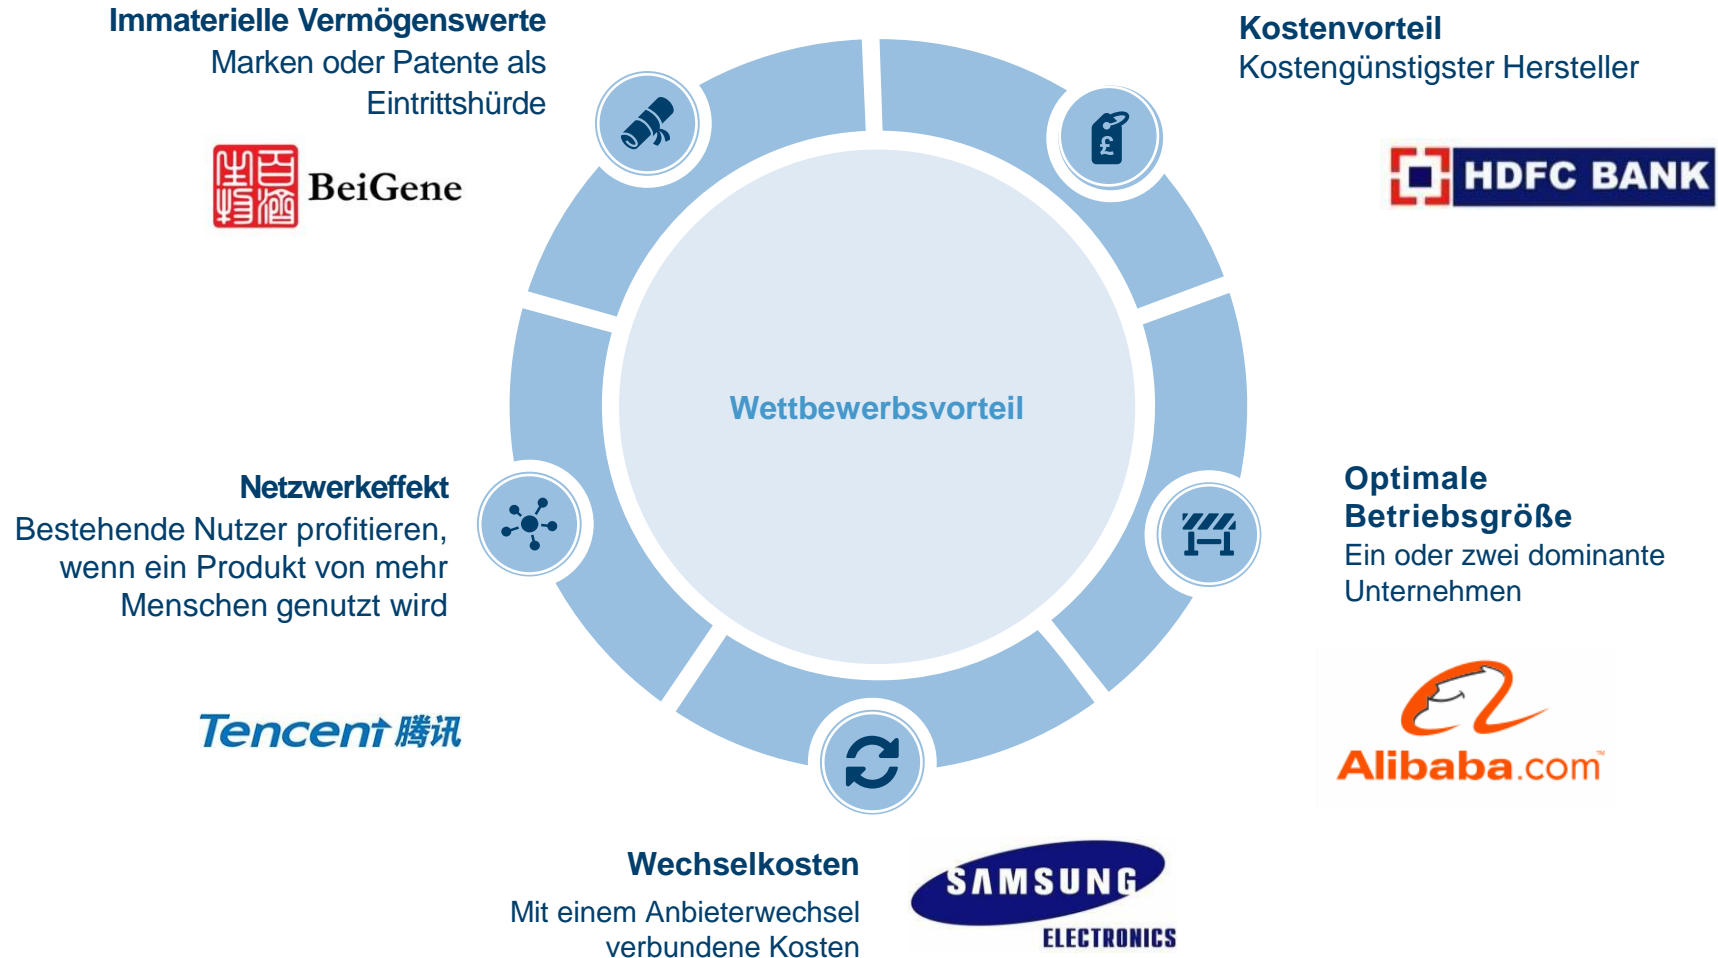 Immaterielle Vermögenswerte
Marken oder Patente als
Eintrittshürde
BeiGene
Kostenvorteil
Kostengünstigster Hersteller
£
HDFC BANK
Wettbewerbsvorteil
Netzwerkeffekt
Bestehende Nutzer profitieren,
wenn ein Produkt von mehr
Menschen genutzt wird
Tencent 腾讯
Optimale
Betriebsgröße
Ein oder zwei dominante
Unternehmen
Alibaba.com™
Wechselkosten
Mit einem Anbieterwechsel
verbundene Kosten
SAMSUNG
ELECTRONICS